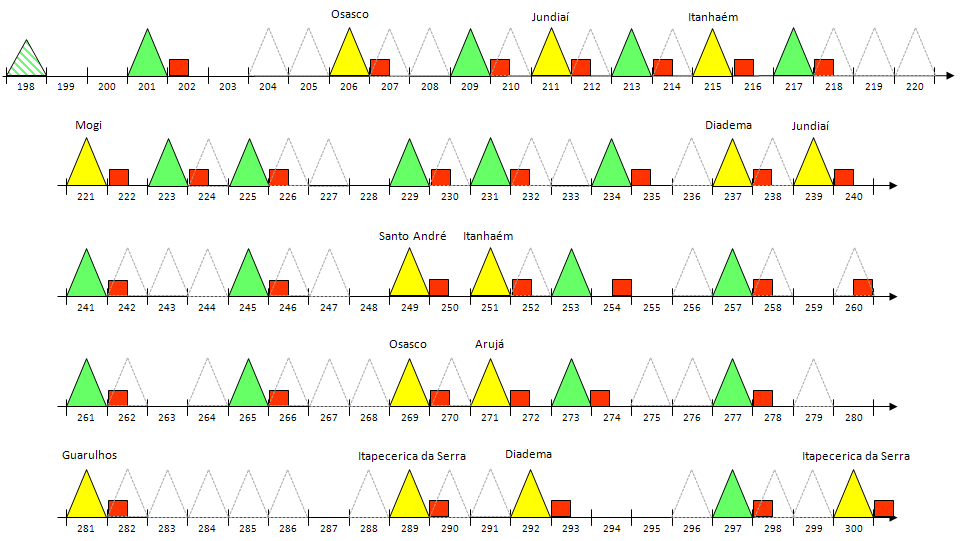 Osasco Jundiaí Itanhaém
198 199 200 201 202 203 204 205 206 207 208 209 210 211 212 213 214 215 216 217 218 219 220
Mogi Diadema Jundiaí
221 222 223 224 225 226 227 228 229 230 231 232 233 234 235 236 237 238 239 240
Santo André Itanhaém
241 242 243 244 245 246 247 248 249 250 251 252 253 254 255 256 257 258 259 260
Osasco Arujá
261 262 263 264 265 266 267 268 269 270 271 272 273 274 275 276 277 278 279 280
Guarulhos Itapecerica da Serra Diadema Itapecerica da Serra
281 282 283 284 285 286 287 288 289 290 291 292 293 294 295 296 297 298 299 300